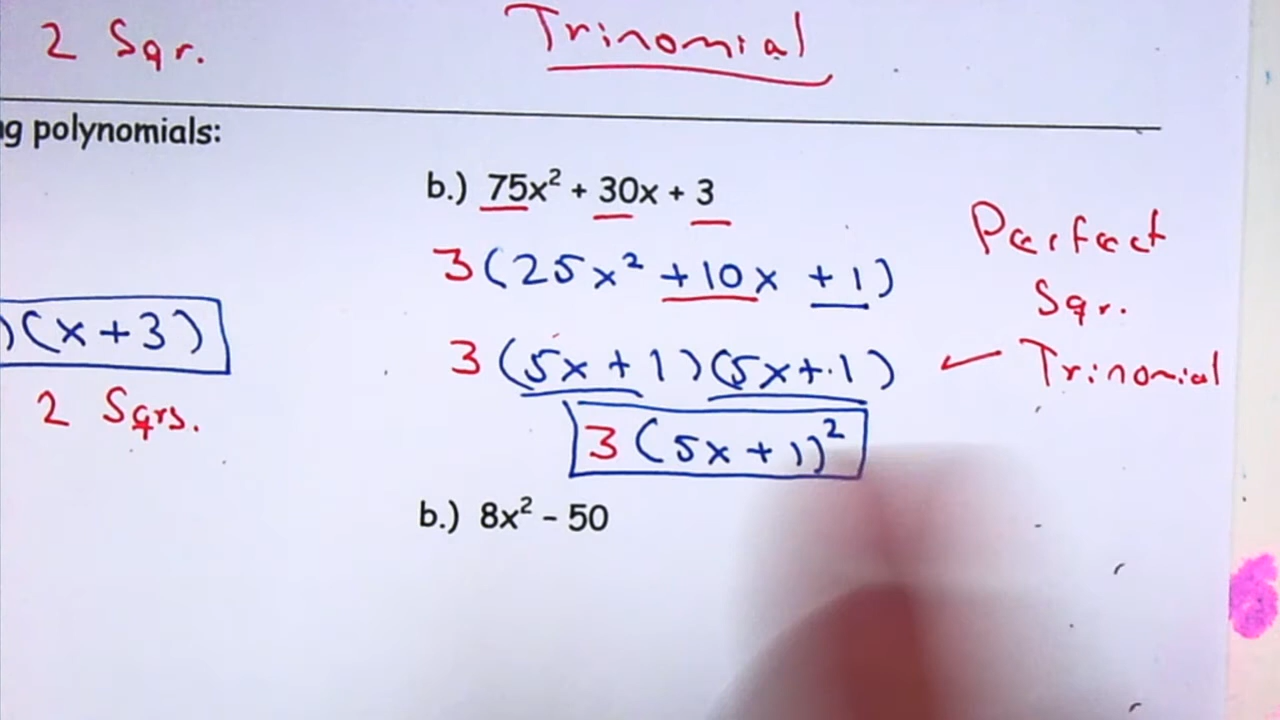 2 Sqr.
Trinomial
ng polynomials:
b.) 75x² + 30x + 3
3(25x² +10x +1)
)(x+3)
3(5x+1)(5x+1)
Perfect
Sqr.
Trinomial
2 Sqrs.
3(5x+1)²
b.) 8x² - 50